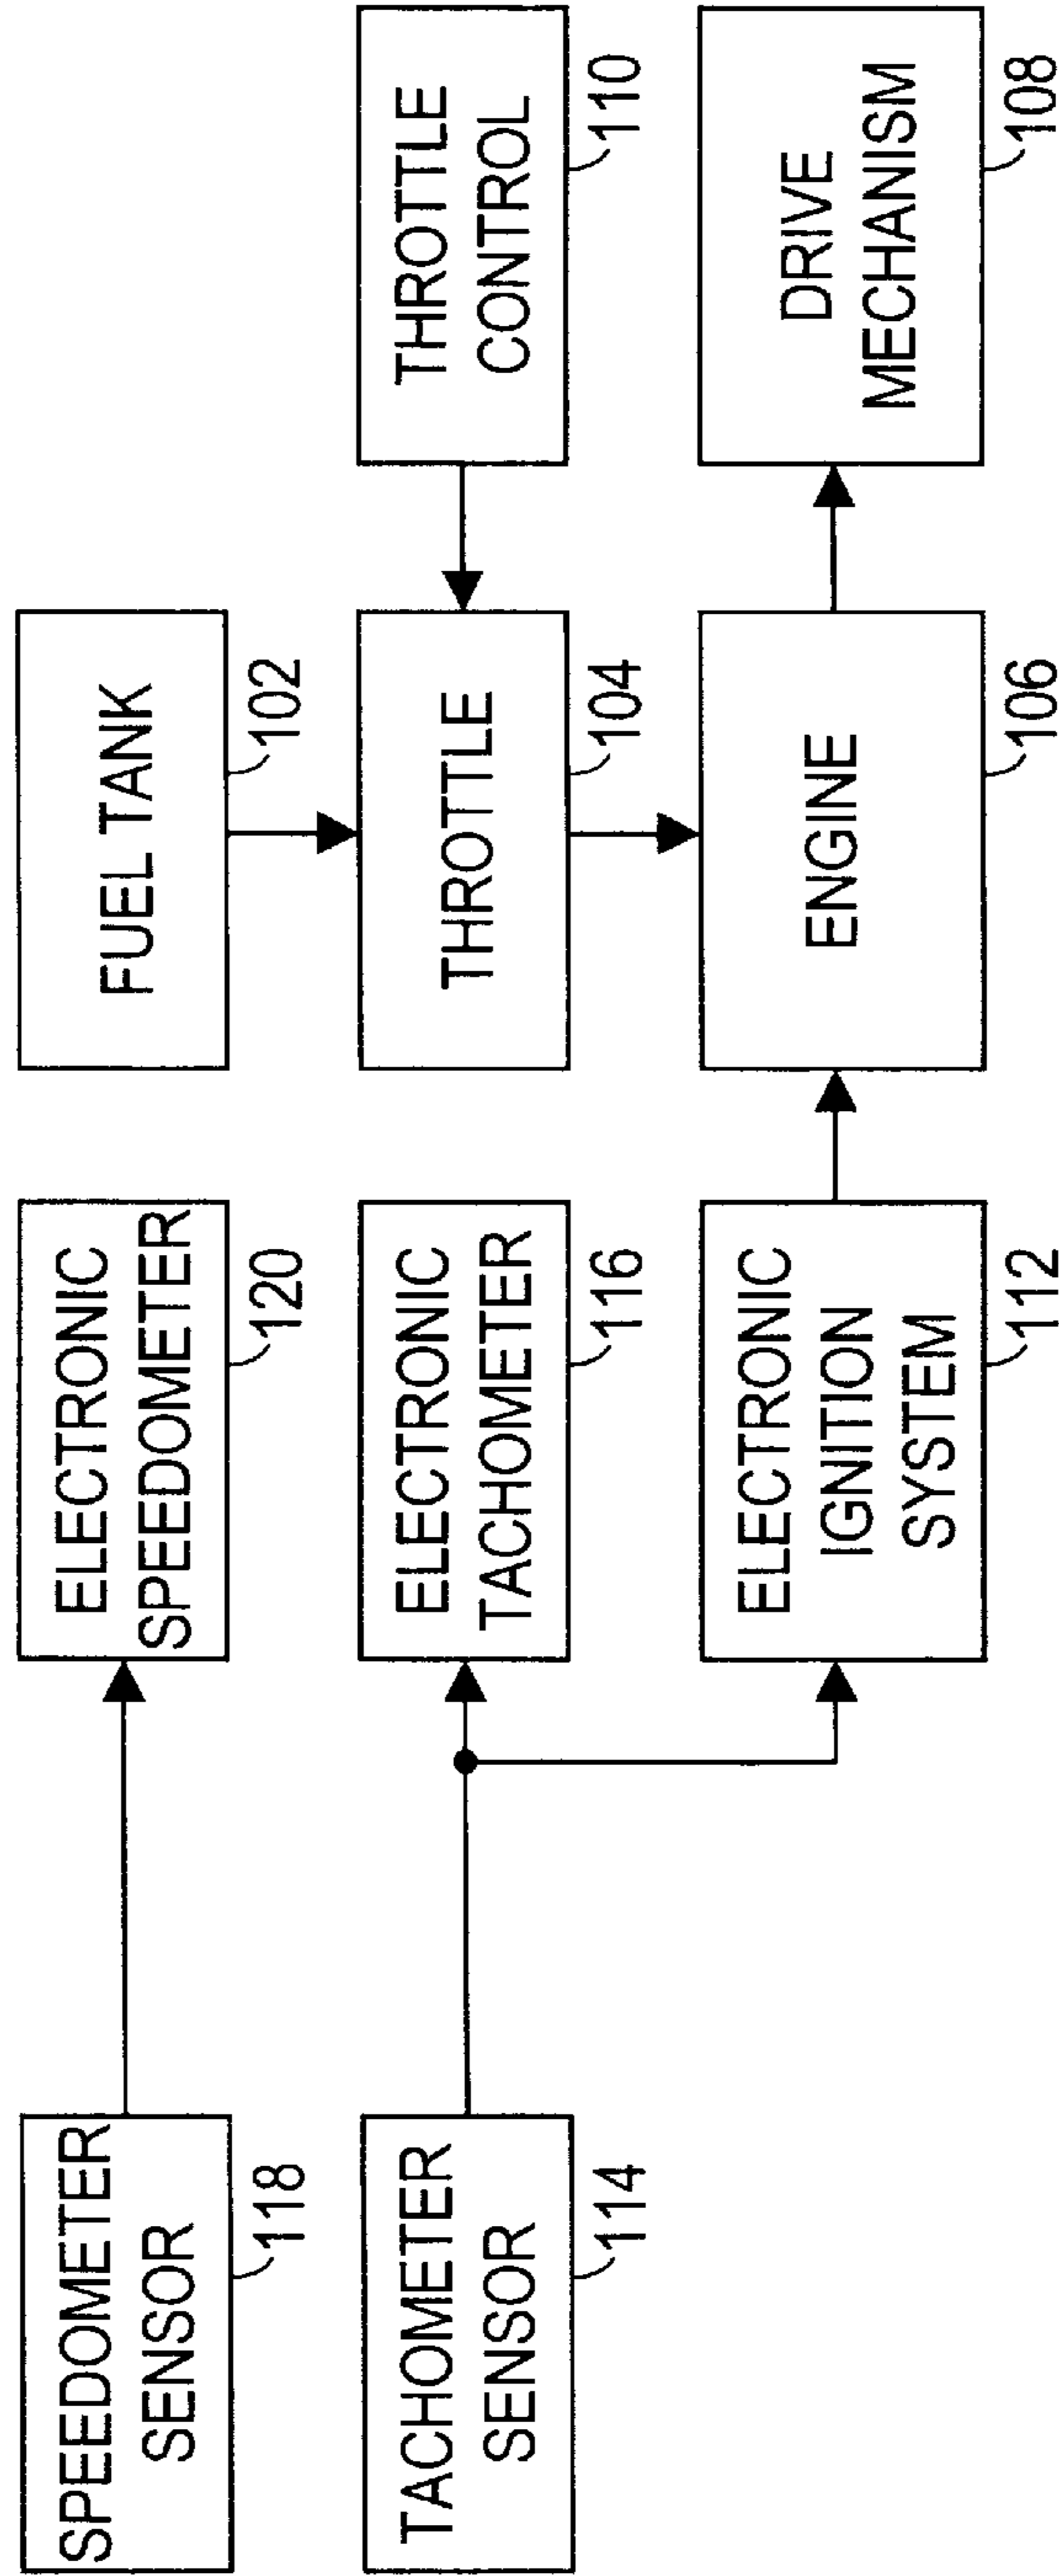 SPEEDOMETER
SENSOR
118
ELECTRONIC
SPEEDOMETER
120
FUEL TANK
102
TACHOMETER
SENSOR
114
ELECTRONIC
TACHOMETER
116
THROTTLE
104
THROTTLE
CONTROL
110
ELECTRONIC
IGNITION
SYSTEM
112
ENGINE
106
DRIVE
MECHANISM
108